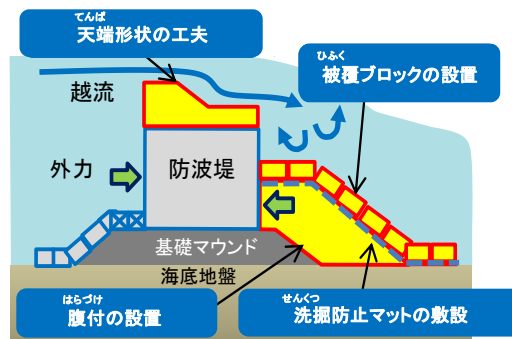 てんぱ
天端形状の工夫
ひふく
被覆ブロックの設置
越流
外力
防波堤
基礎マウンド
海底地盤
はらづけ
腹付の設置
せんくつ
洗掘防止マットの敷設